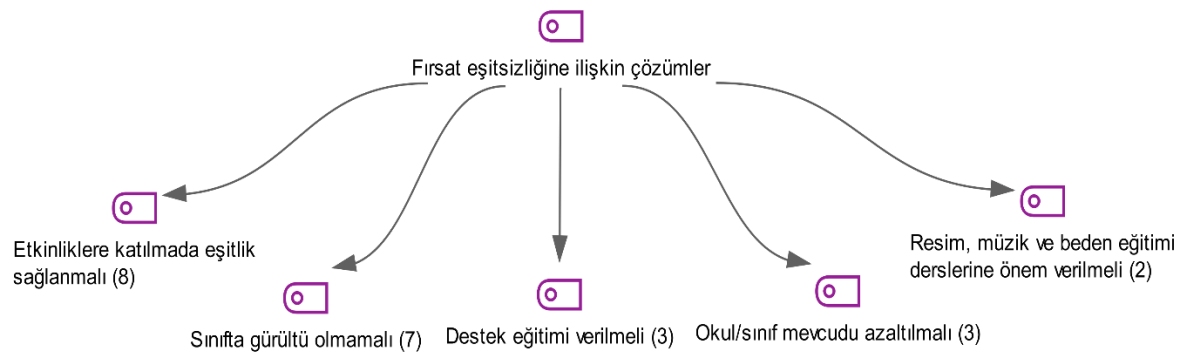 Fırsat eşitsizliğine ilişkin çözümler
Etkinliklere katılmada eşitlik
sağlanmalı (8)
Sınıfta gürültü olmamalı (7)
Destek eğitimi verilmeli (3)
Okul/sınıf mevcudu azaltılmalı (3)
Resim, müzik ve beden eğitimi
derslerine önem verilmeli (2)